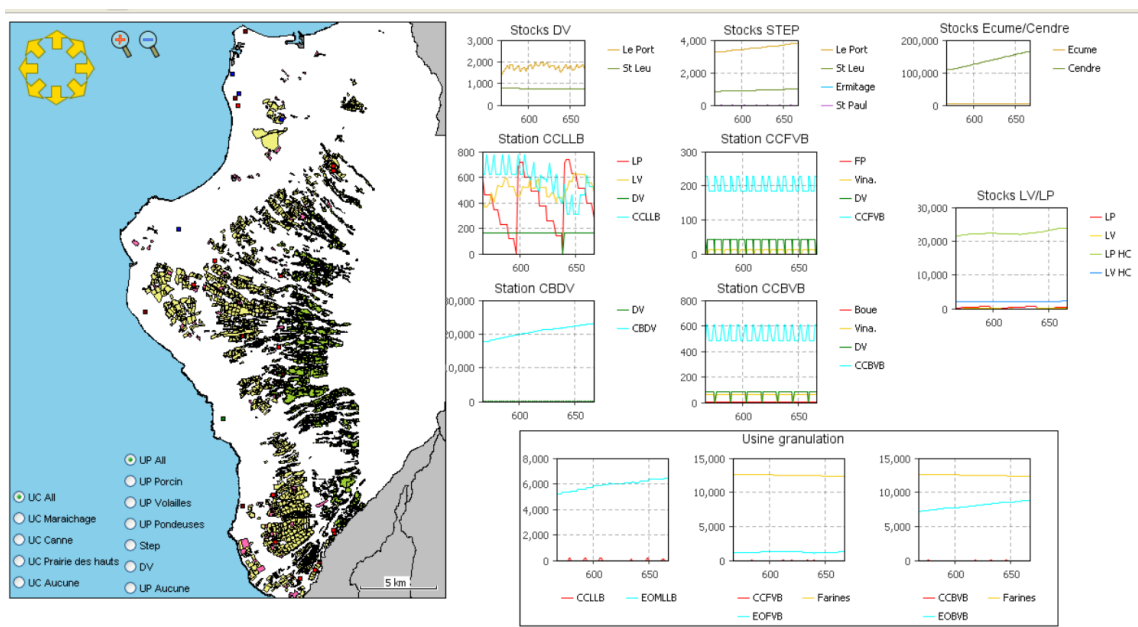 Stocks DV
3,000
2,000
1,000
0
600
650
Le Port
St Leu
Stocks STEP
4,000
2,000
0
600
650
Le Port
St Leu
Ermitage
St Paul
Stocks Ecume/Cendre
200,000
100,000
0
600
650
Ecume
Cendre
Station CCLLB
800
600
400
200
0
600
650
LP
LV
DV
CCLLB
Station CCFVB
300
200
100
0
600
650
FP
Vina.
DV
CCFVB
Stocks LV/LP
30,000
20,000
10,000
0
600
650
LP
LV
LP HC
LV HC
Station CBDV
30,000
20,000
0,000
0
600
650
DV
CBDV
Station CCBVB
800
600
400
200
0
600
650
Boue
Vina.
DV
CCBVB
Usine granulation
8,000
6,000
4,000
2,000
0
600
650
CCLLB
EOMLLB
15,000
10,000
5,000
0
600
650
CCFVB
Farines
EOFVB
15,000
10,000
5,000
0
600
650
CCBVB
Farines
EOBVB
UC All
UC Maraichage
UC Canne
UC Prairie des hauts
UC Aucune
UP All
UP Porcin
UP Volailles
UP Pondeuses
Step
DV
UP Aucune
5 km